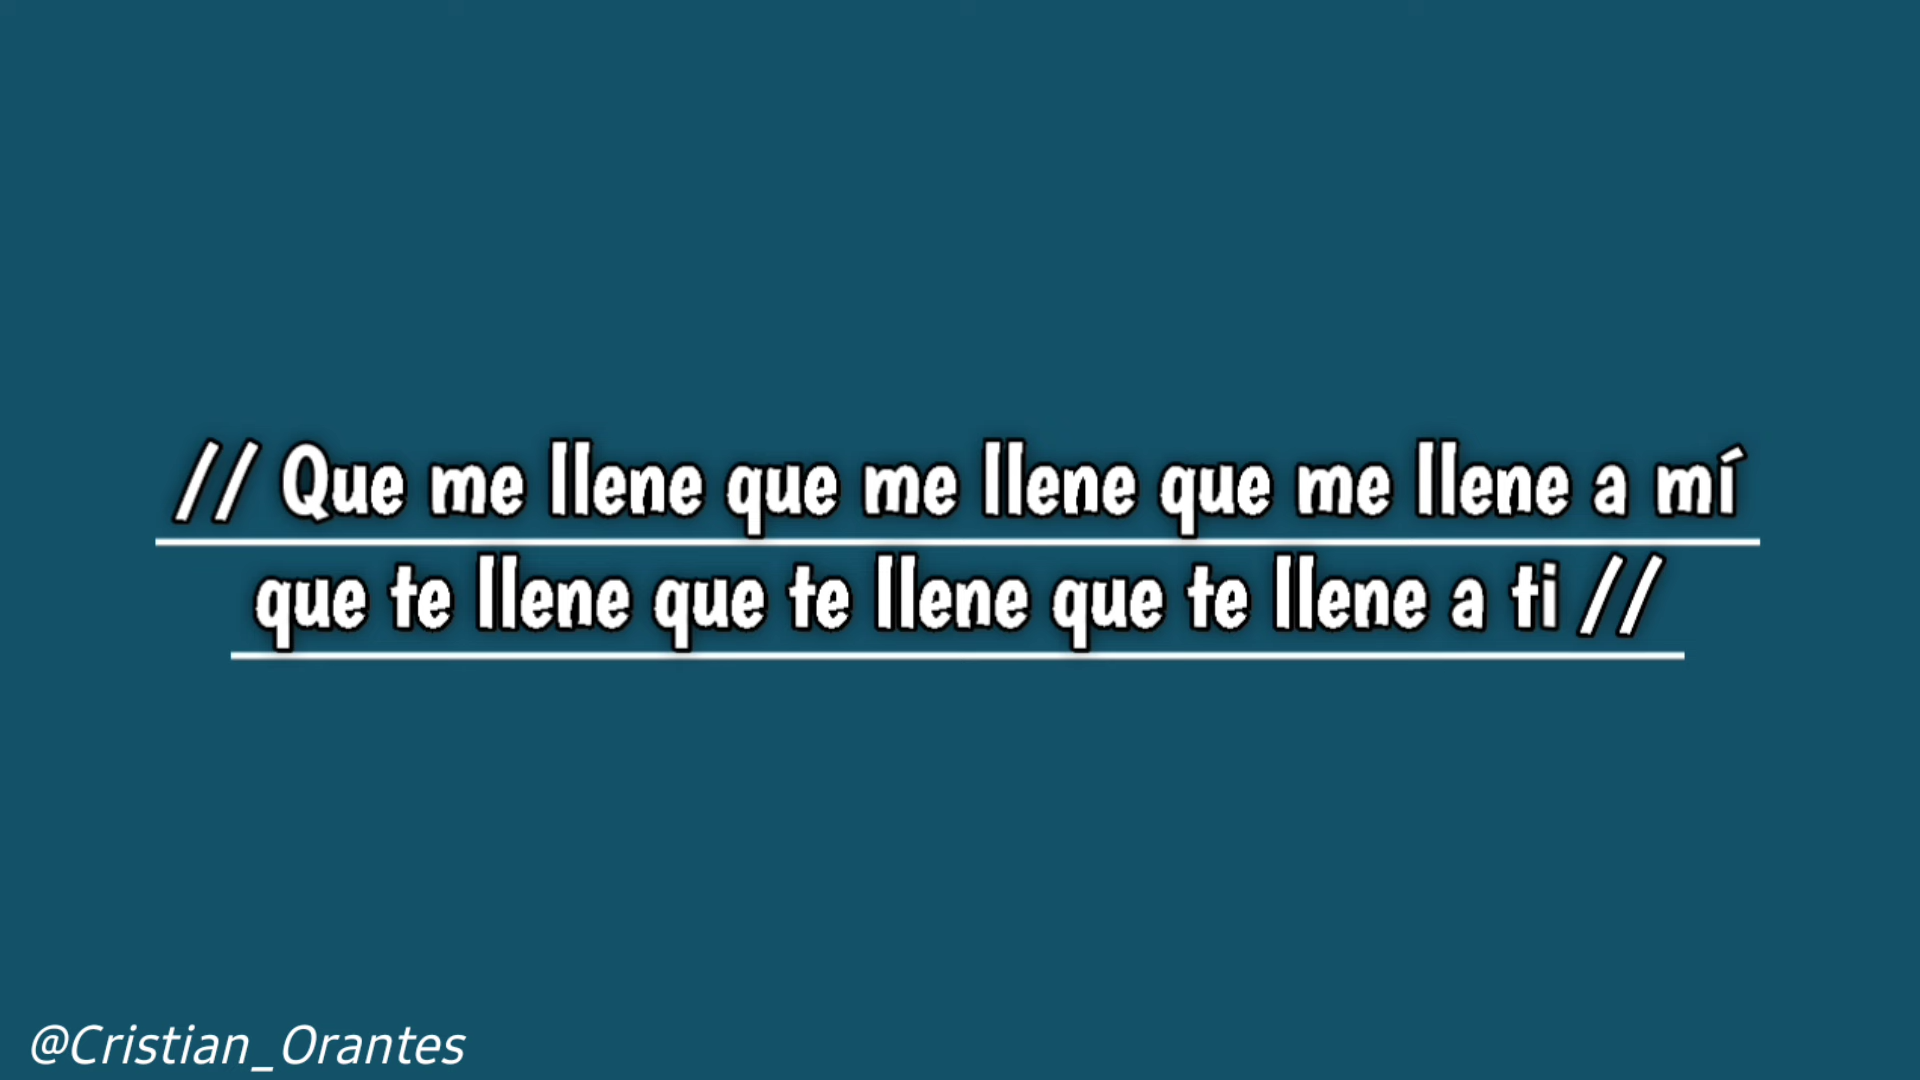 // Que me llene que me llene que me llene a mí
que te llene que te llene que te llene a ti //
@Cristian_Orantes